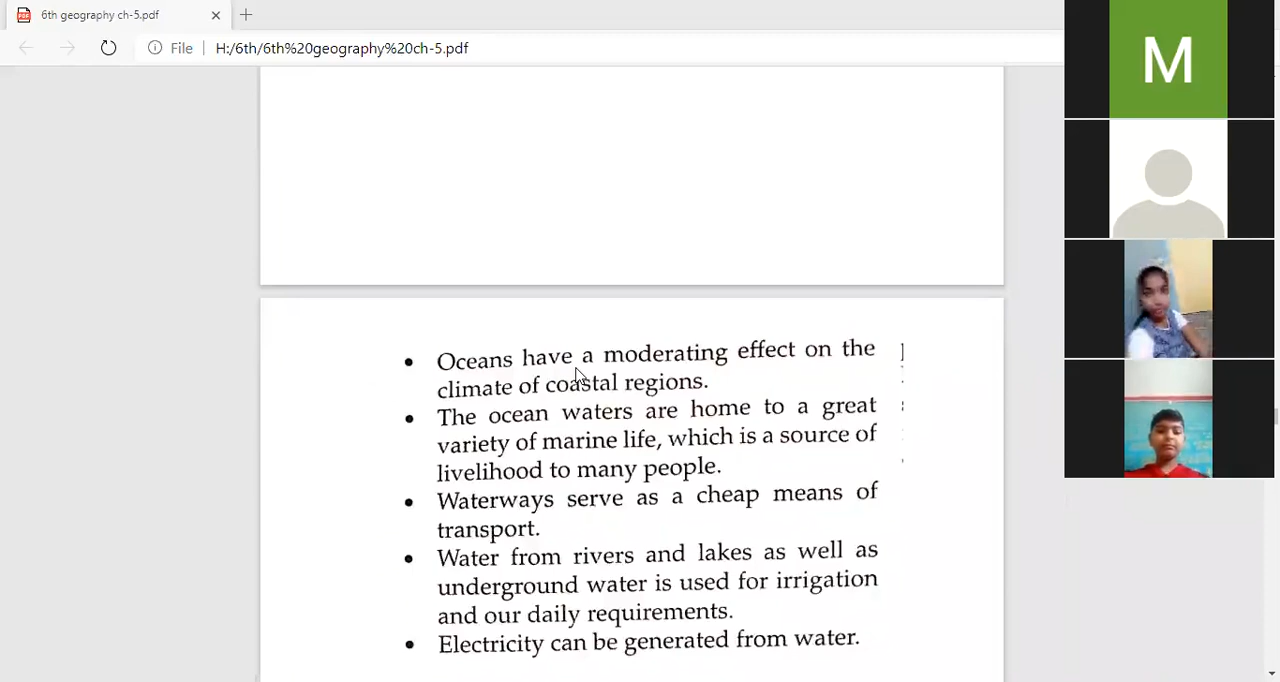 6th geography ch-5.pdf
File
H:/6th/6th%20geography%20ch-5.pdf
M
• Oceans have a moderating effect on the
climate of coastal regions.
• The ocean waters are home to a great
variety of marine life, which is a source of
livelihood to many people.
• Waterways serve as a cheap means of
transport.
• Water from rivers and lakes as well as
underground water is used for irrigation
and our daily requirements.
• Electricity can be generated from water.